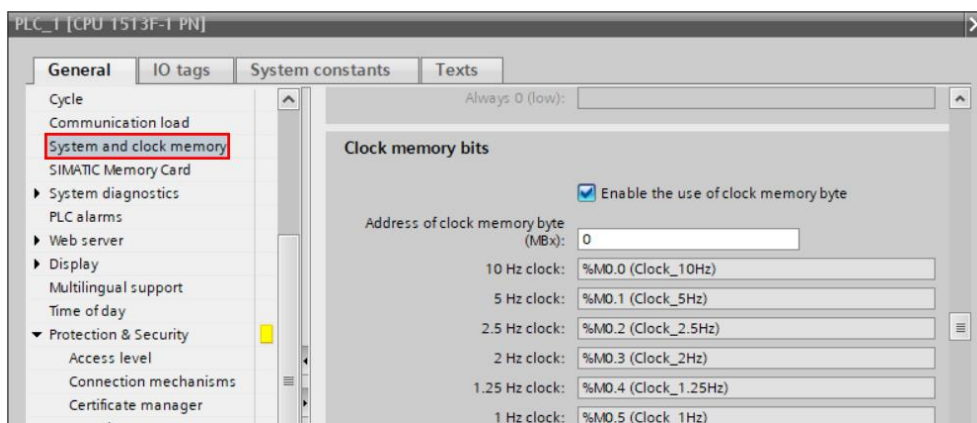 PLC_1 [CPU 1513F-1 PN]
General IO tags System constants Texts
Cycle
Communication load
System and clock memory
SIMATIC Memory Card
System diagnostics
PLC alarms
Web server
Display
Multilingual support
Time of day
Protection & Security
Access level
Connection mechanisms
Certificate manager
Always 0 (low):
Clock memory bits
Enable the use of clock memory byte
Address of clock memory byte
(MBx): 0
10 Hz clock: %M0.0 (Clock_10Hz)
5 Hz clock: %M0.1 (Clock_5Hz)
2.5 Hz clock: %M0.2 (Clock_2.5Hz)
2 Hz clock: %M0.3 (Clock_2Hz)
1.25 Hz clock: %M0.4 (Clock_1.25Hz)
1 Hz clock: %M0.5 (Clock_1Hz)